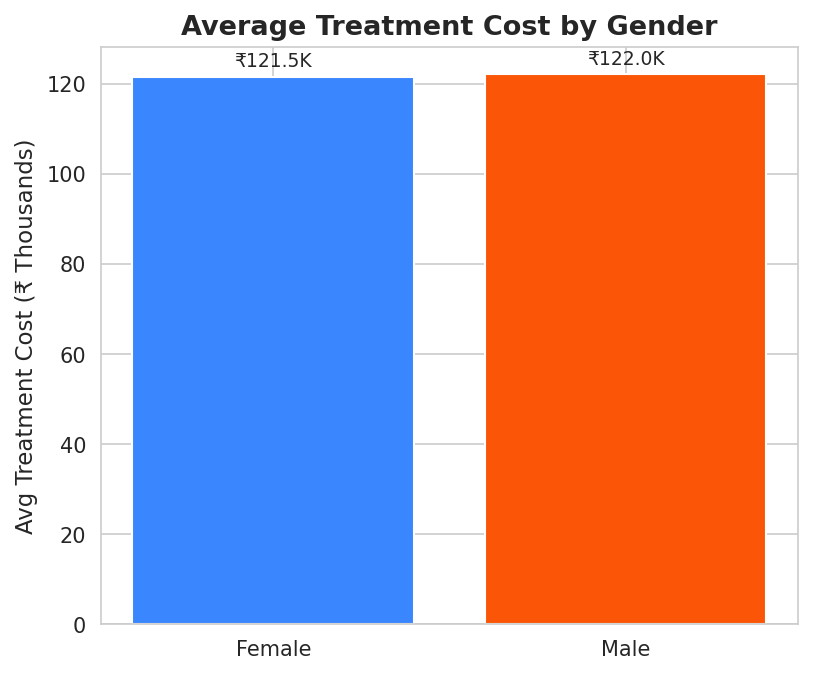 Average Treatment Cost by Gender
₹121.5K
₹122.0K
Avg Treatment Cost (₹ Thousands)
120
100
80
60
40
20
0
Female
Male